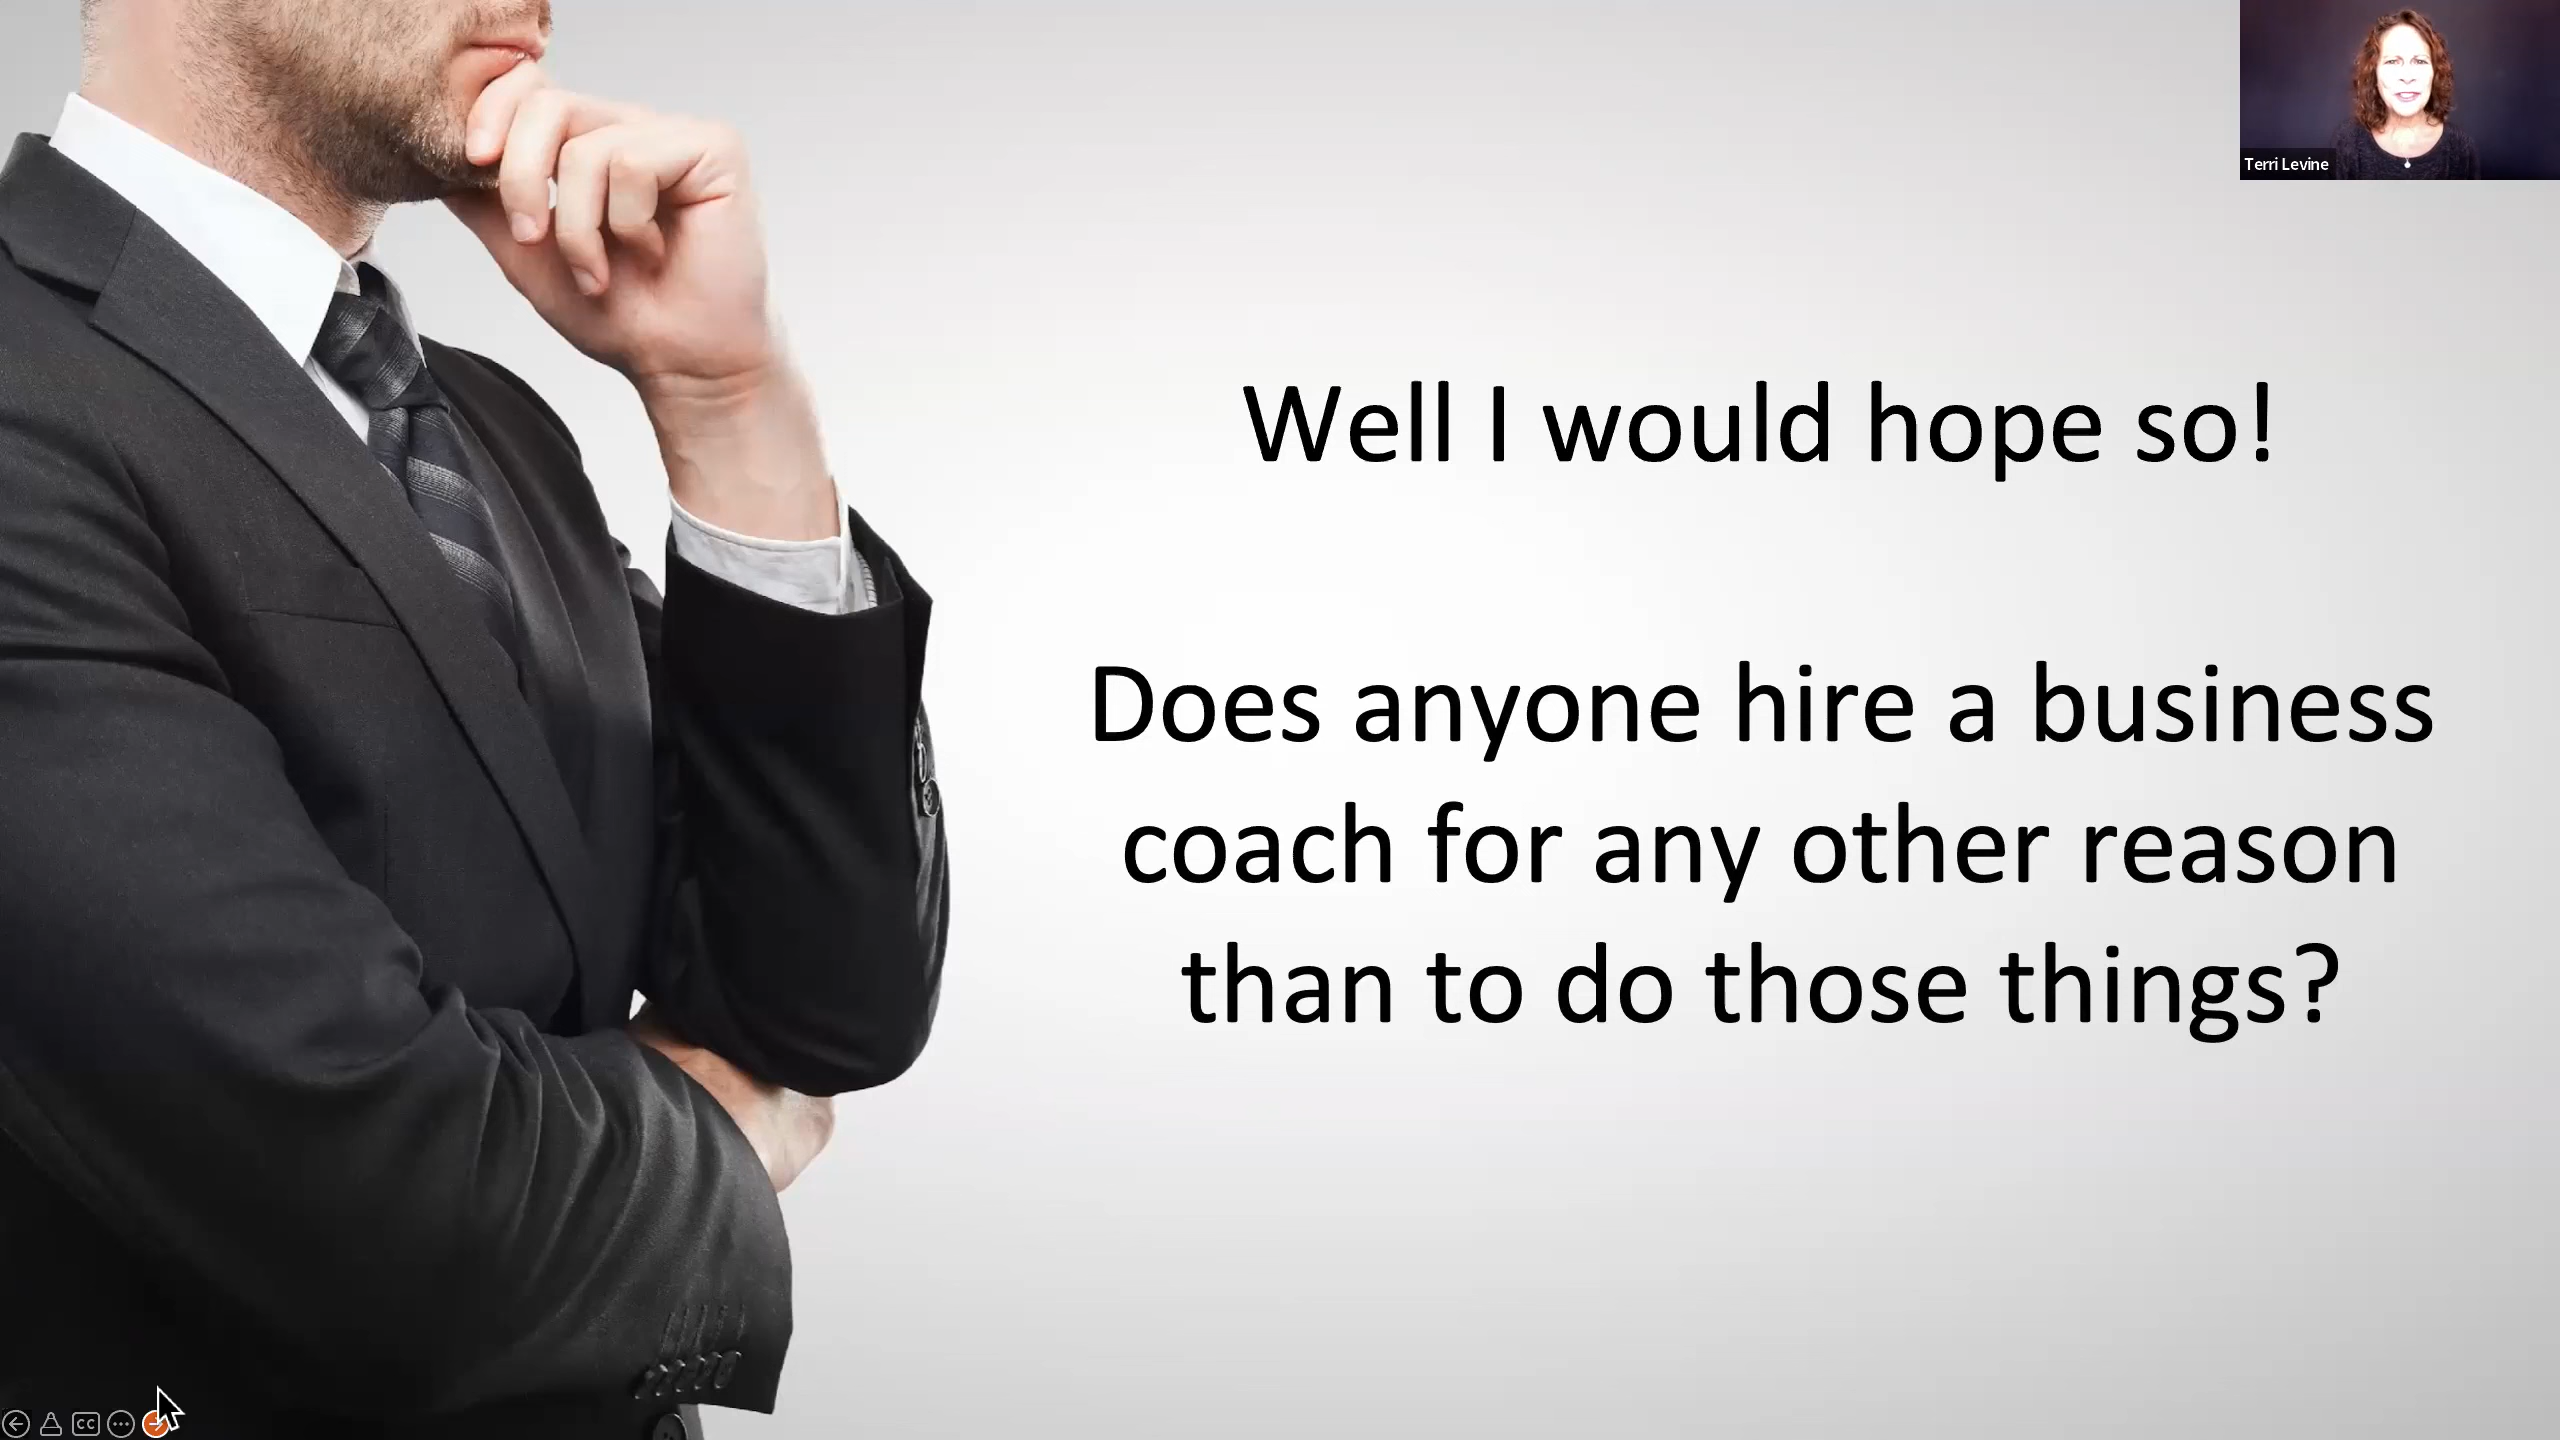 Terri Levine
Well I would hope so!
Does anyone hire a business
coach for any other reason
than to do those things?
CC